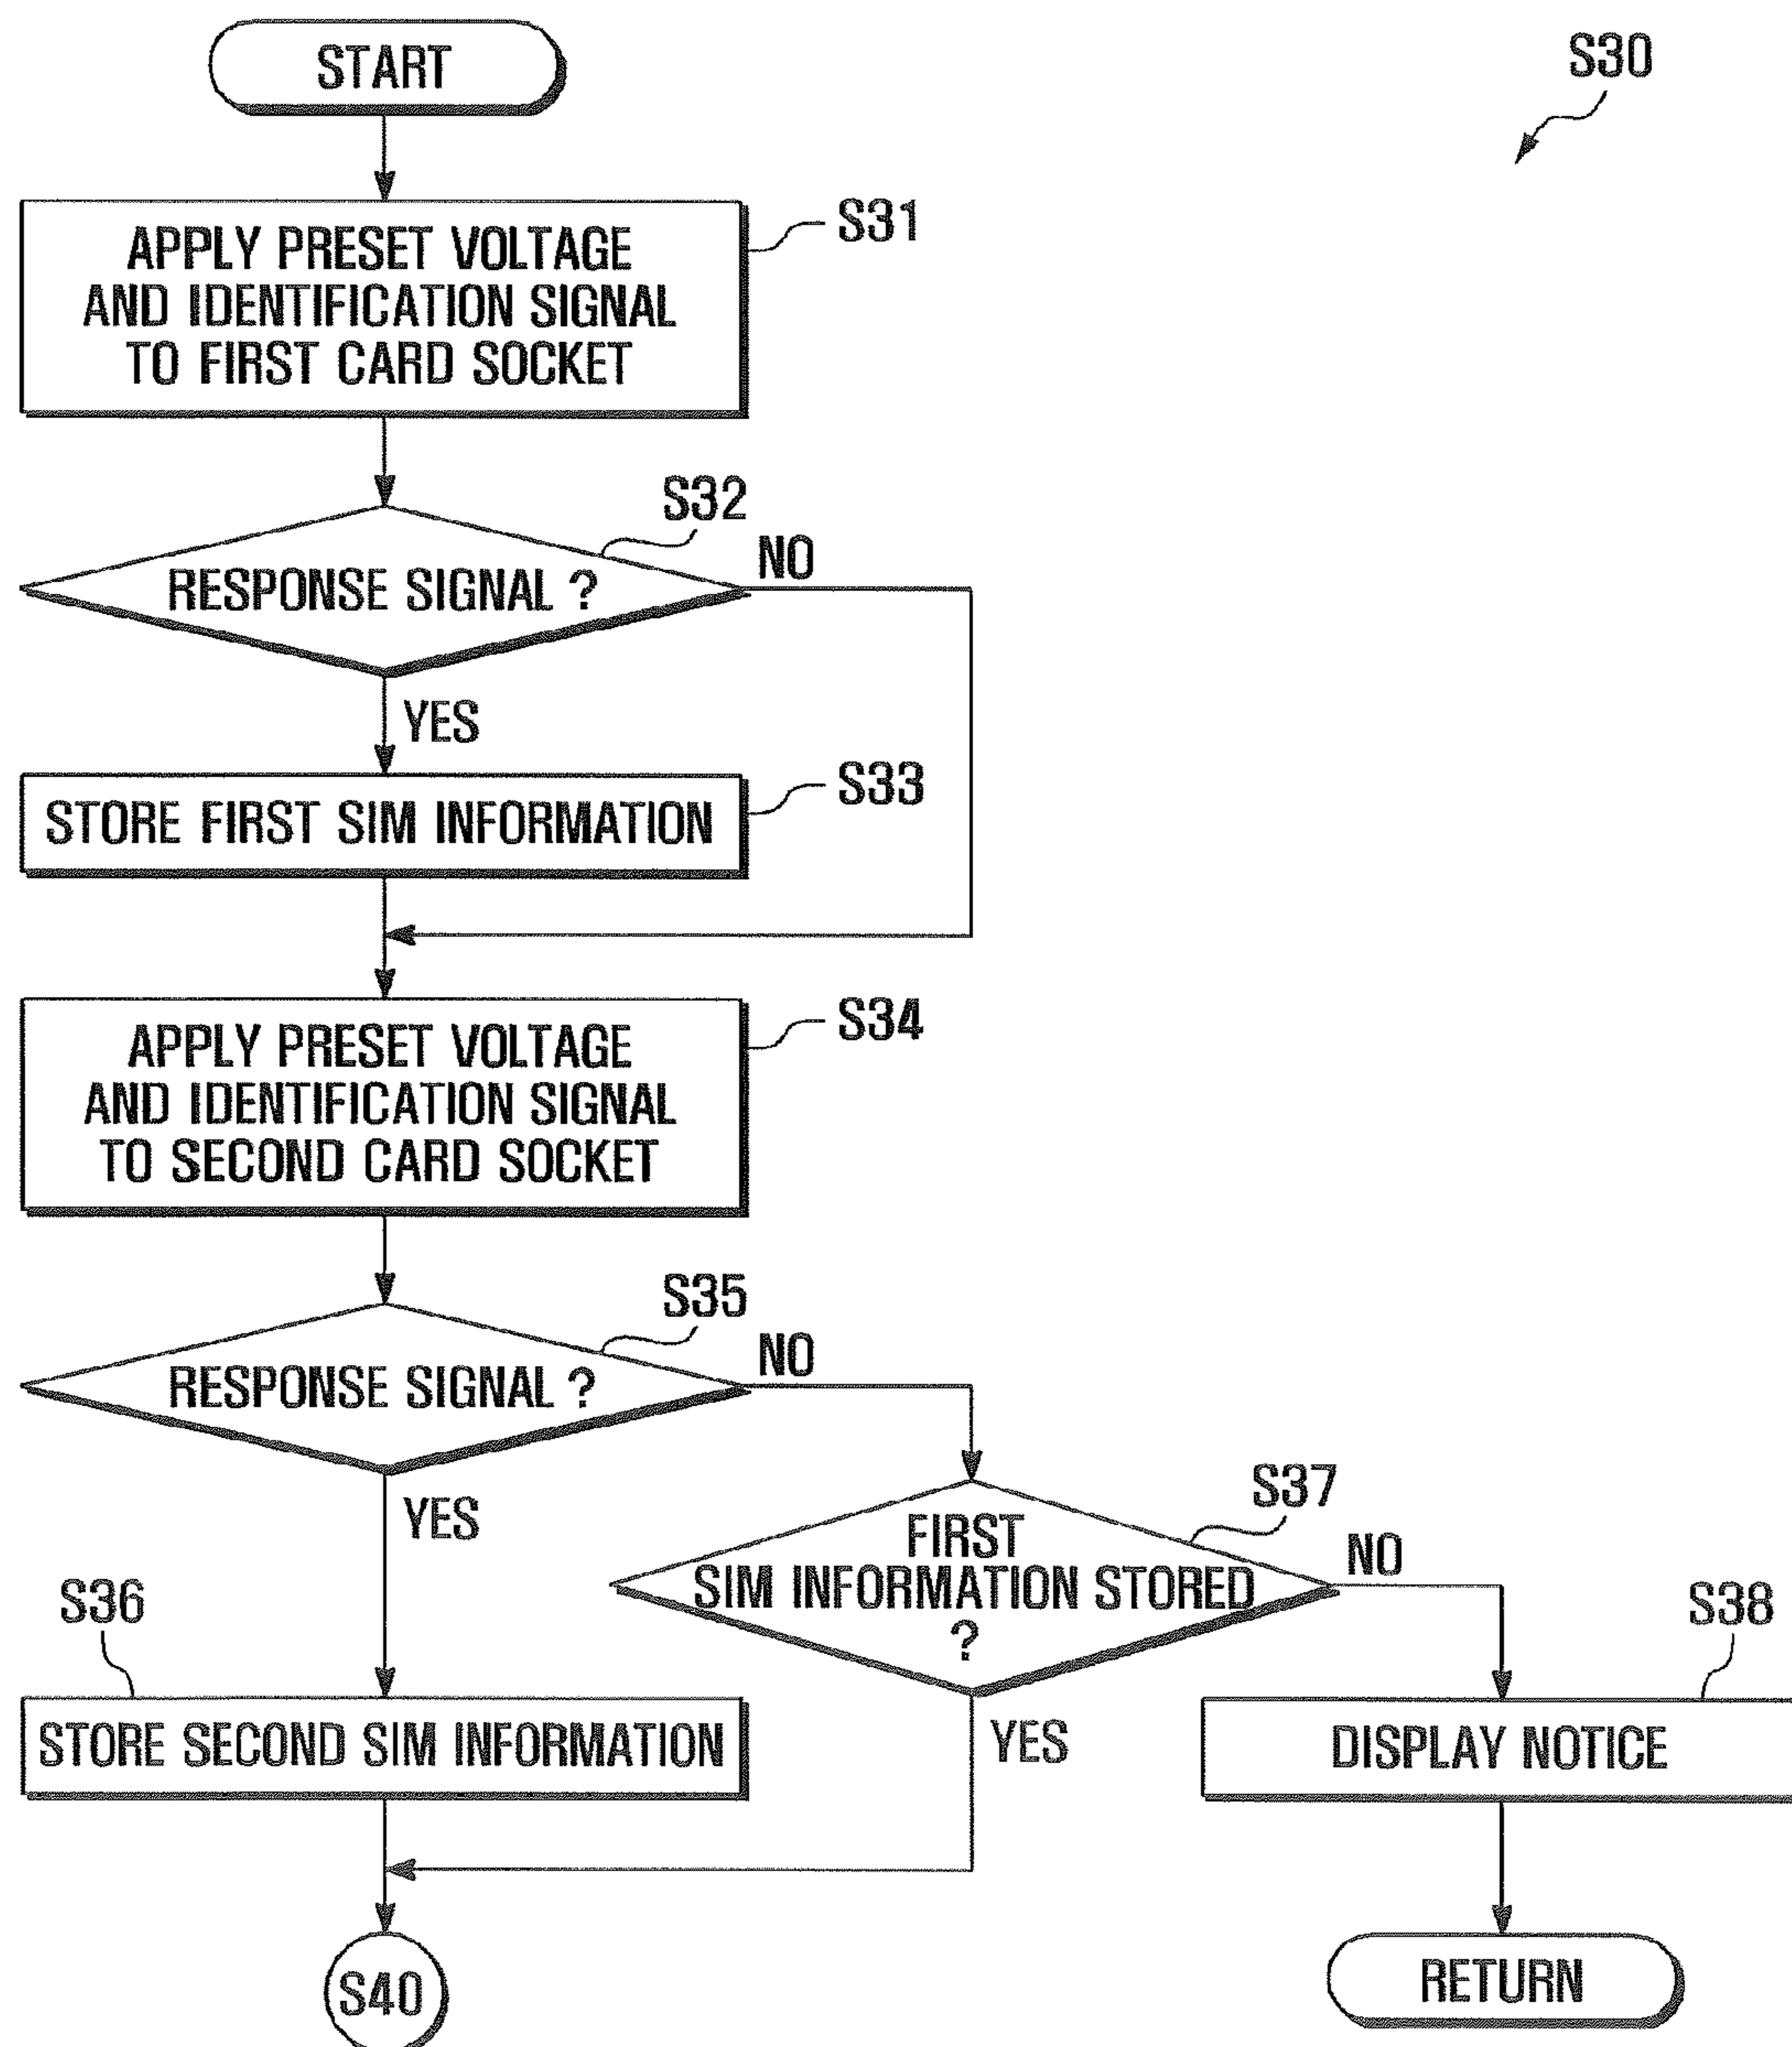 START
S30
APPLY PRESET VOLTAGE
AND IDENTIFICATION SIGNAL
TO FIRST CARD SOCKET
S31
S32
RESPONSE SIGNAL ?
NO
YES
STORE FIRST SIM INFORMATION
S33
APPLY PRESET VOLTAGE
AND IDENTIFICATION SIGNAL
TO SECOND CARD SOCKET
S34
S35
RESPONSE SIGNAL ?
NO
YES
S37
FIRST
SIM INFORMATION STORED
?
NO
YES
S36
STORE SECOND SIM INFORMATION
S38
DISPLAY NOTICE
S40
RETURN